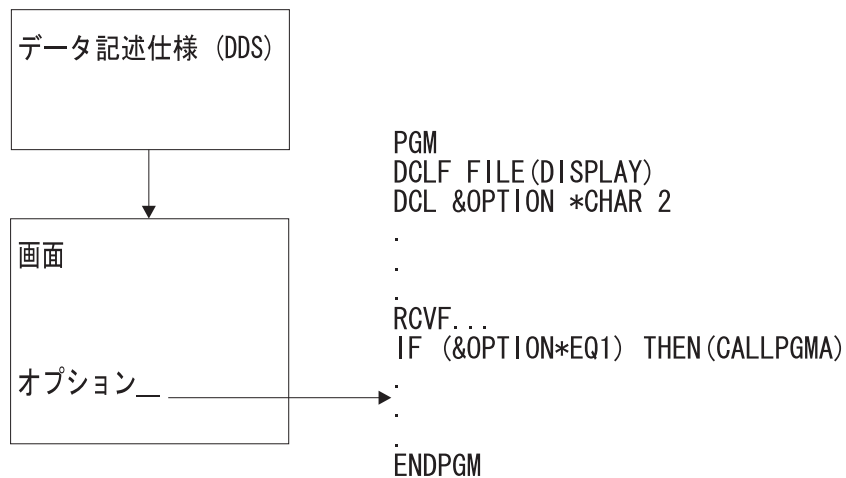 データ記述仕様 (DDS)
画面
オプション__
PGM
DCLF FILE(DISPLAY)
DCL &OPTION *CHAR 2
.
.
.
RCVF...
IF (&OPTION*EQ1) THEN(CALLPGMA)
.
.
.
ENDPGM